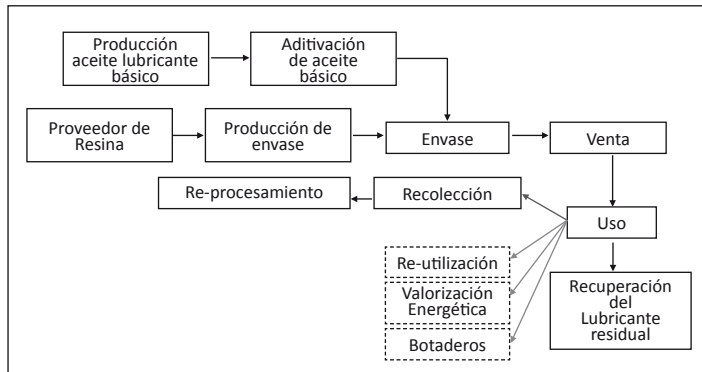 Producción
aceite lubricante
básico
Aditivación
de aceite
básico
Proveedor de
Resina
Producción de
envase
Envase
Venta
Re-procesamiento
Recolección
Uso
Re-utilización
Valorización
Energética
Botaderos
Recuperación
del
Lubricante
residual